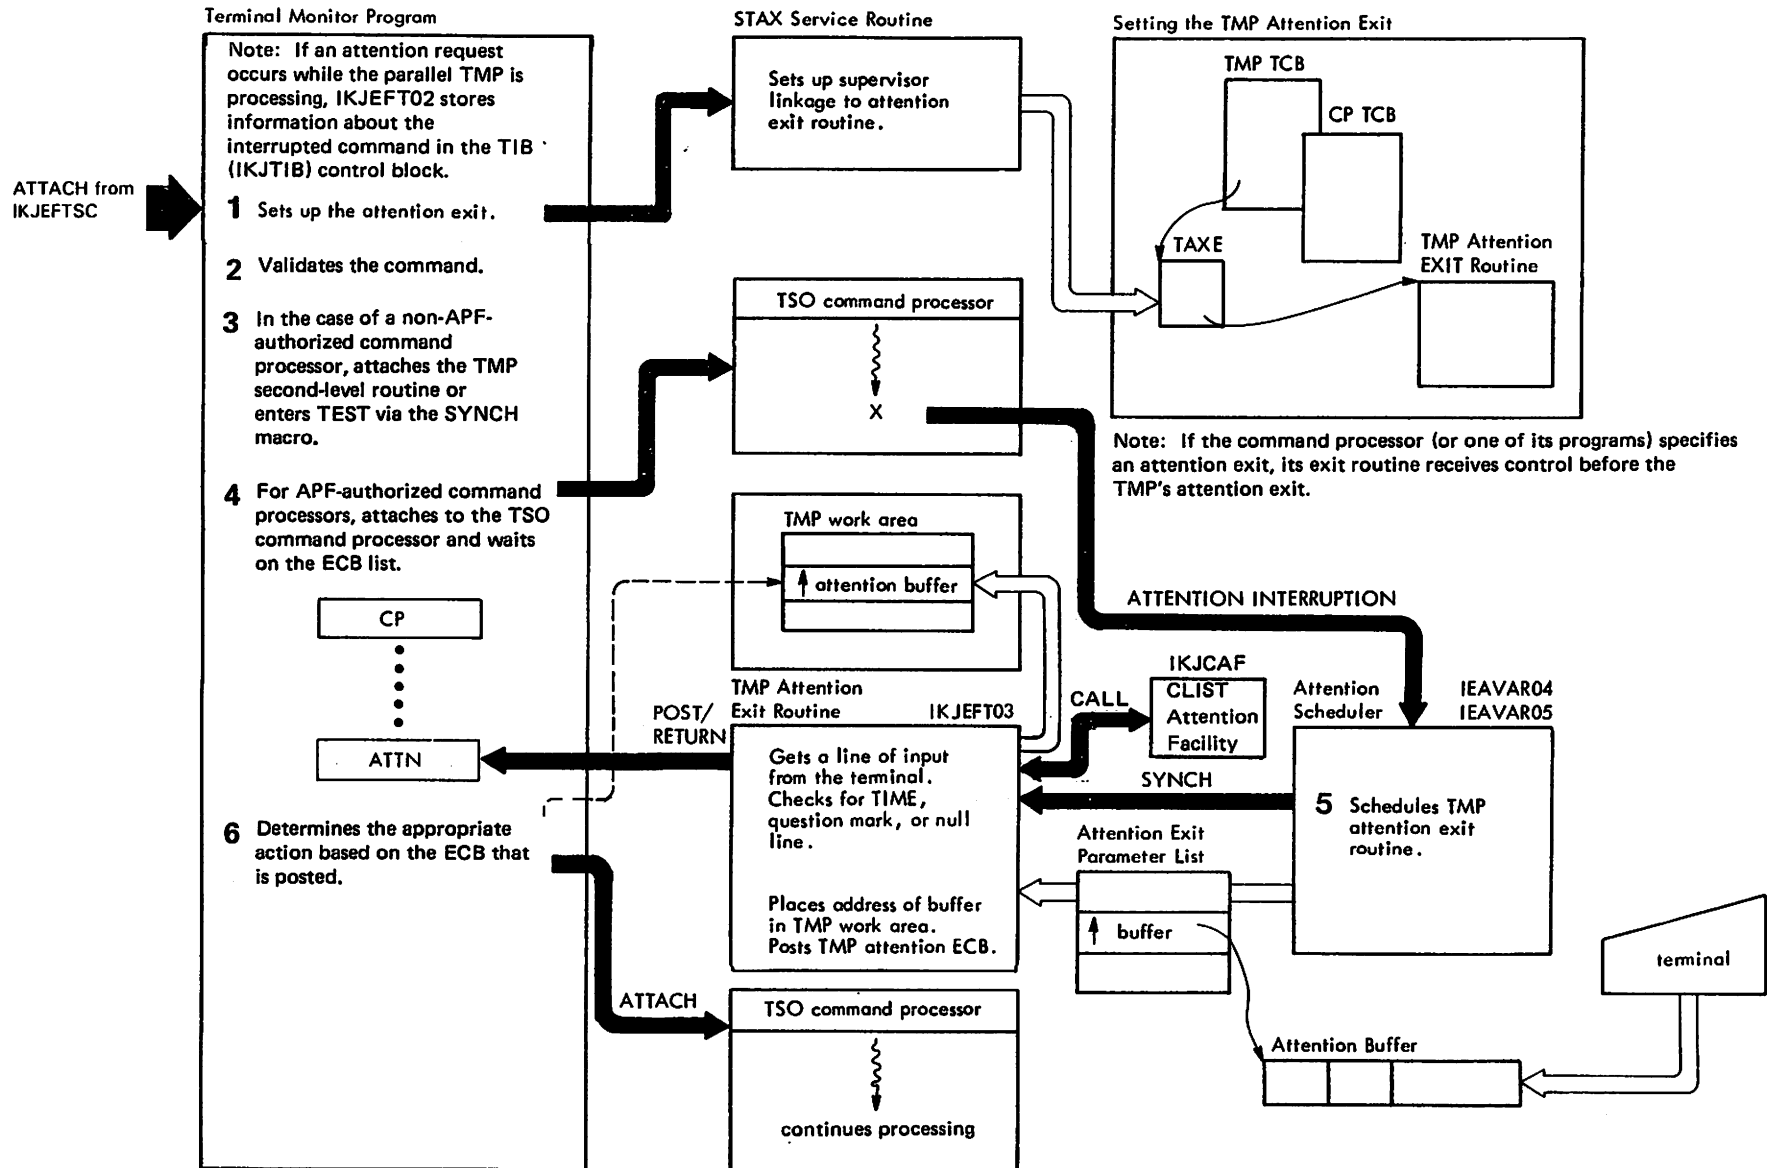 Terminal Monitor Program
Note: If an attention request
occurs while the parallel TMP is
processing, IKJEFT02 stores
information about the
interrupted command in the TIB
(IKJTIB) control block.
ATTACH from
IKJEFTSC
1 Sets up the attention exit.
2 Validates the command.
3 In the case of a non-APF-
authorized command
processor, attaches the TMP
second-level routine or
enters TEST via the SYNCH
macro.
4 For APF-authorized command
processors, attaches to the TSO
command processor and waits
on the ECB list.
CP
ATTN
6 Determines the appropriate
action based on the ECB that
is posted.
STAX Service Routine
Sets up supervisor
linkage to attention
exit routine.
TSO command processor
X
TMP work area
attention buffer
TMP Attention
Exit Routine
IKJEFT03
POST/
RETURN
Gets a line of input
from the terminal.
Checks for TIME,
question mark, or null
line.
Places address of buffer
in TMP work area.
Posts TMP attention ECB.
ATTACH
TSO command processor
continues processing
Setting the TMP Attention Exit
TMP TCB
CP TCB
TAXE
TMP Attention
EXIT Routine
Note: If the command processor (or one of its programs) specifies
an attention exit, its exit routine receives control before the
TMP's attention exit.
ATTENTION INTERRUPTION
IKJCAF
CALL
CLIST
Attention
Facility
Attention
Scheduler
IEAVAR04
IEAVAR05
SYNCH
5 Schedules TMP
attention exit
routine.
Attention Exit
Parameter List
buffer
terminal
Attention Buffer